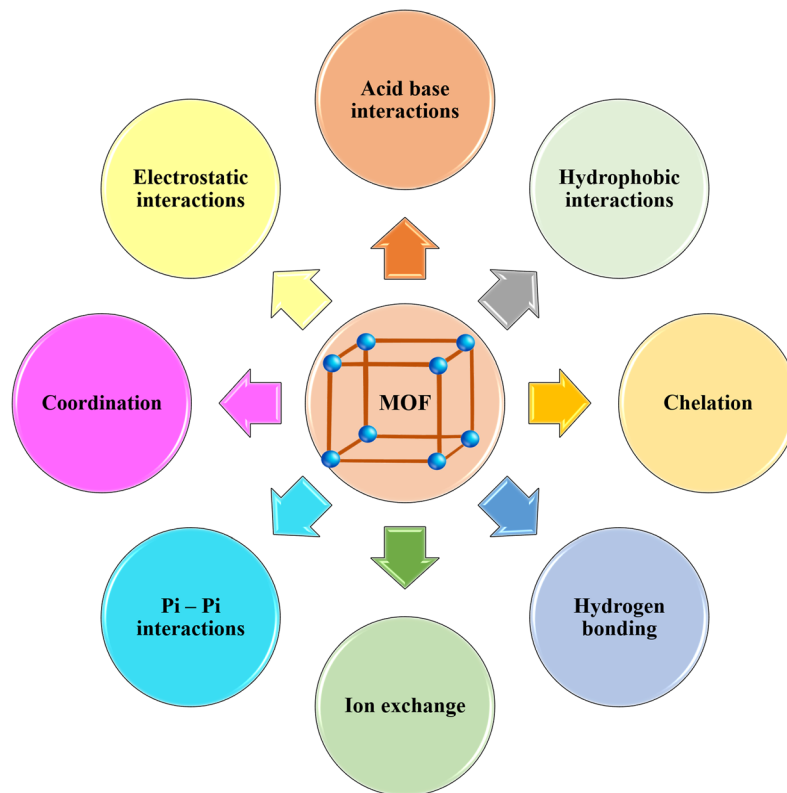 Acid base
interactions
Electrostatic
interactions
Hydrophobic
interactions
Coordination
MOF
Chelation
Pi – Pi
interactions
Hydrogen
bonding
Ion exchange